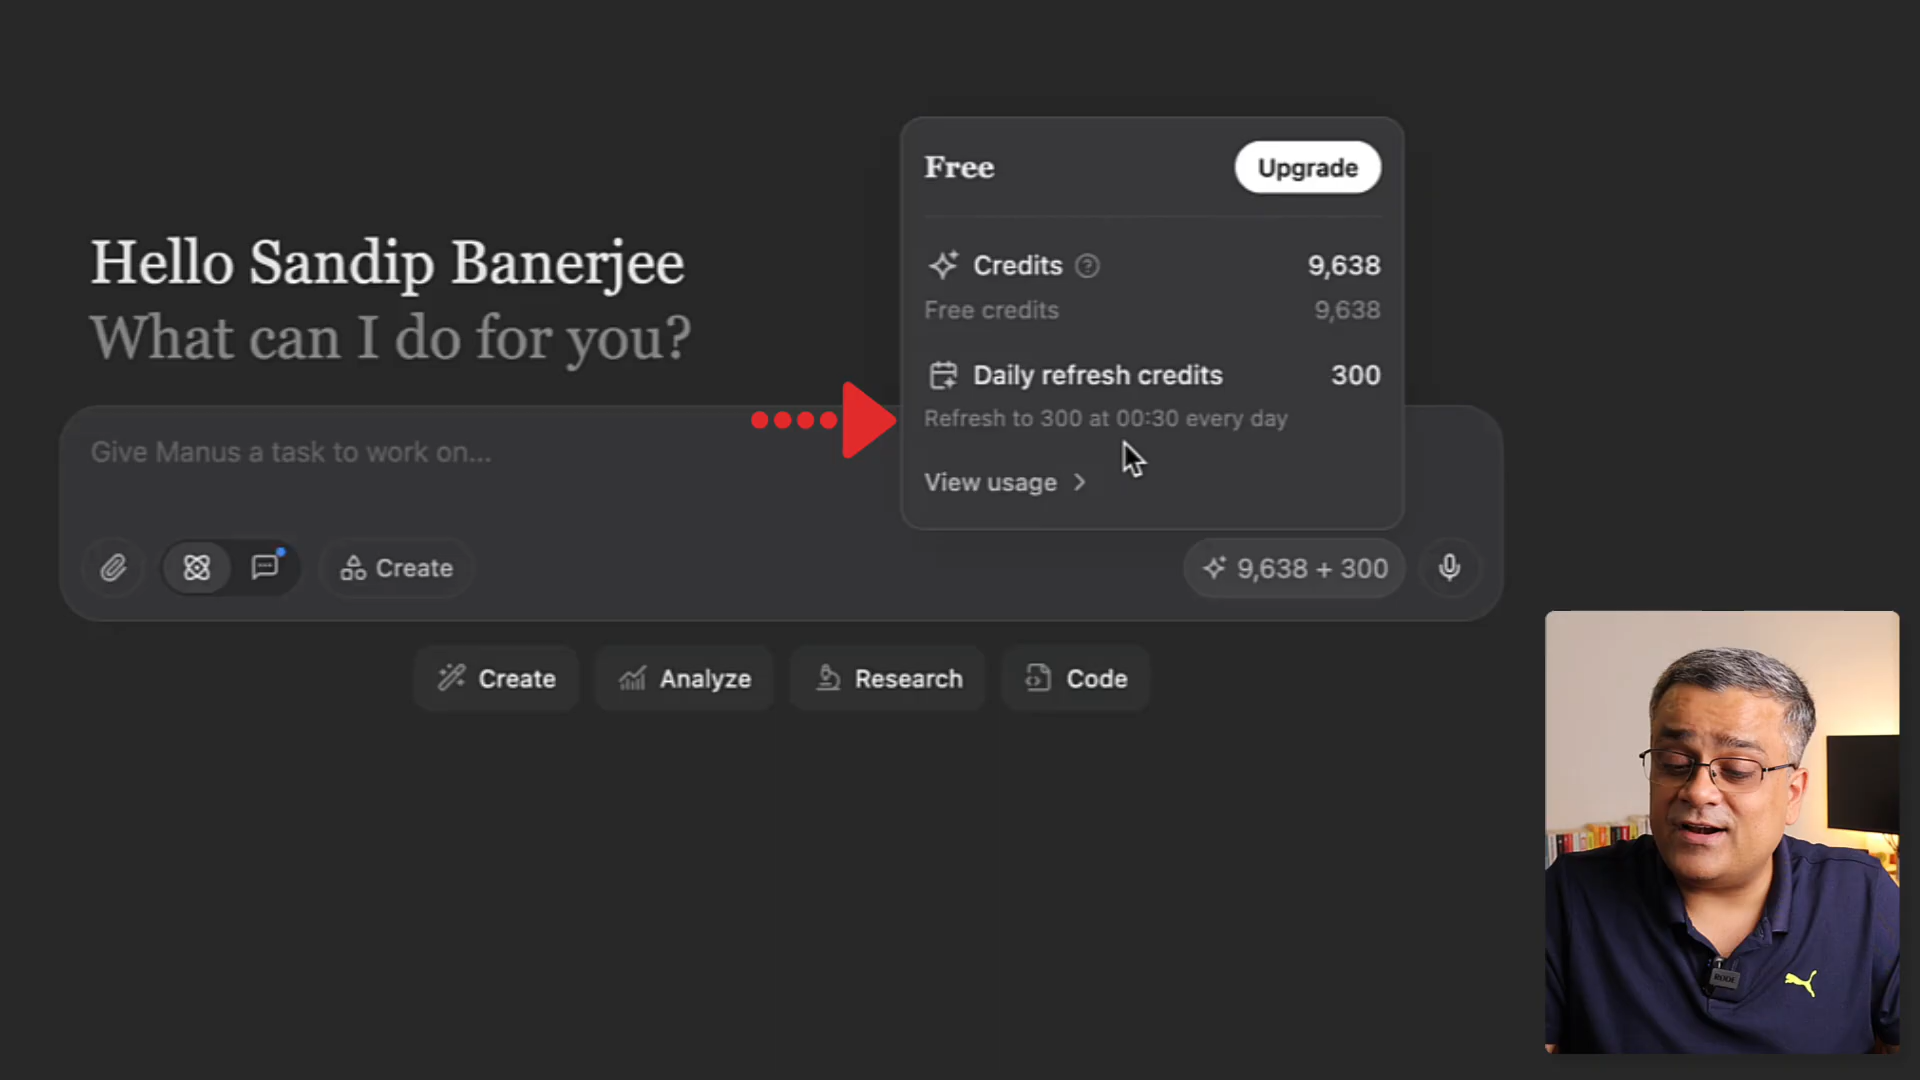 Free
Upgrade
Credits
9,638
Free credits
9,638
Daily refresh credits
300
Refresh to 300 at 00:30 every day
View usage
Hello Sandip Banerjee
What can I do for you?
Give Manus a task to work on...
Create
9,638 + 300
Create
Analyze
Research
Code
RODE